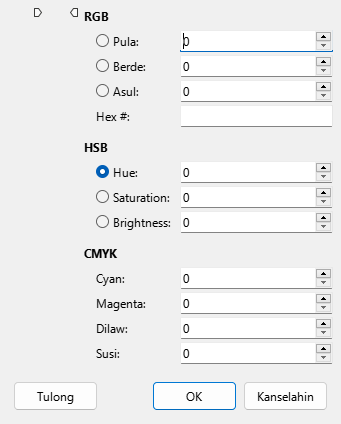 RGB
Pula: 0
Berde: 0
Asul: 0
Hex #:
HSB
Hue: 0
Saturation: 0
Brightness: 0
CMYK
Cyan: 0
Magenta: 0
Dilaw: 0
Susi: 0
Tulong OK Kanselahin